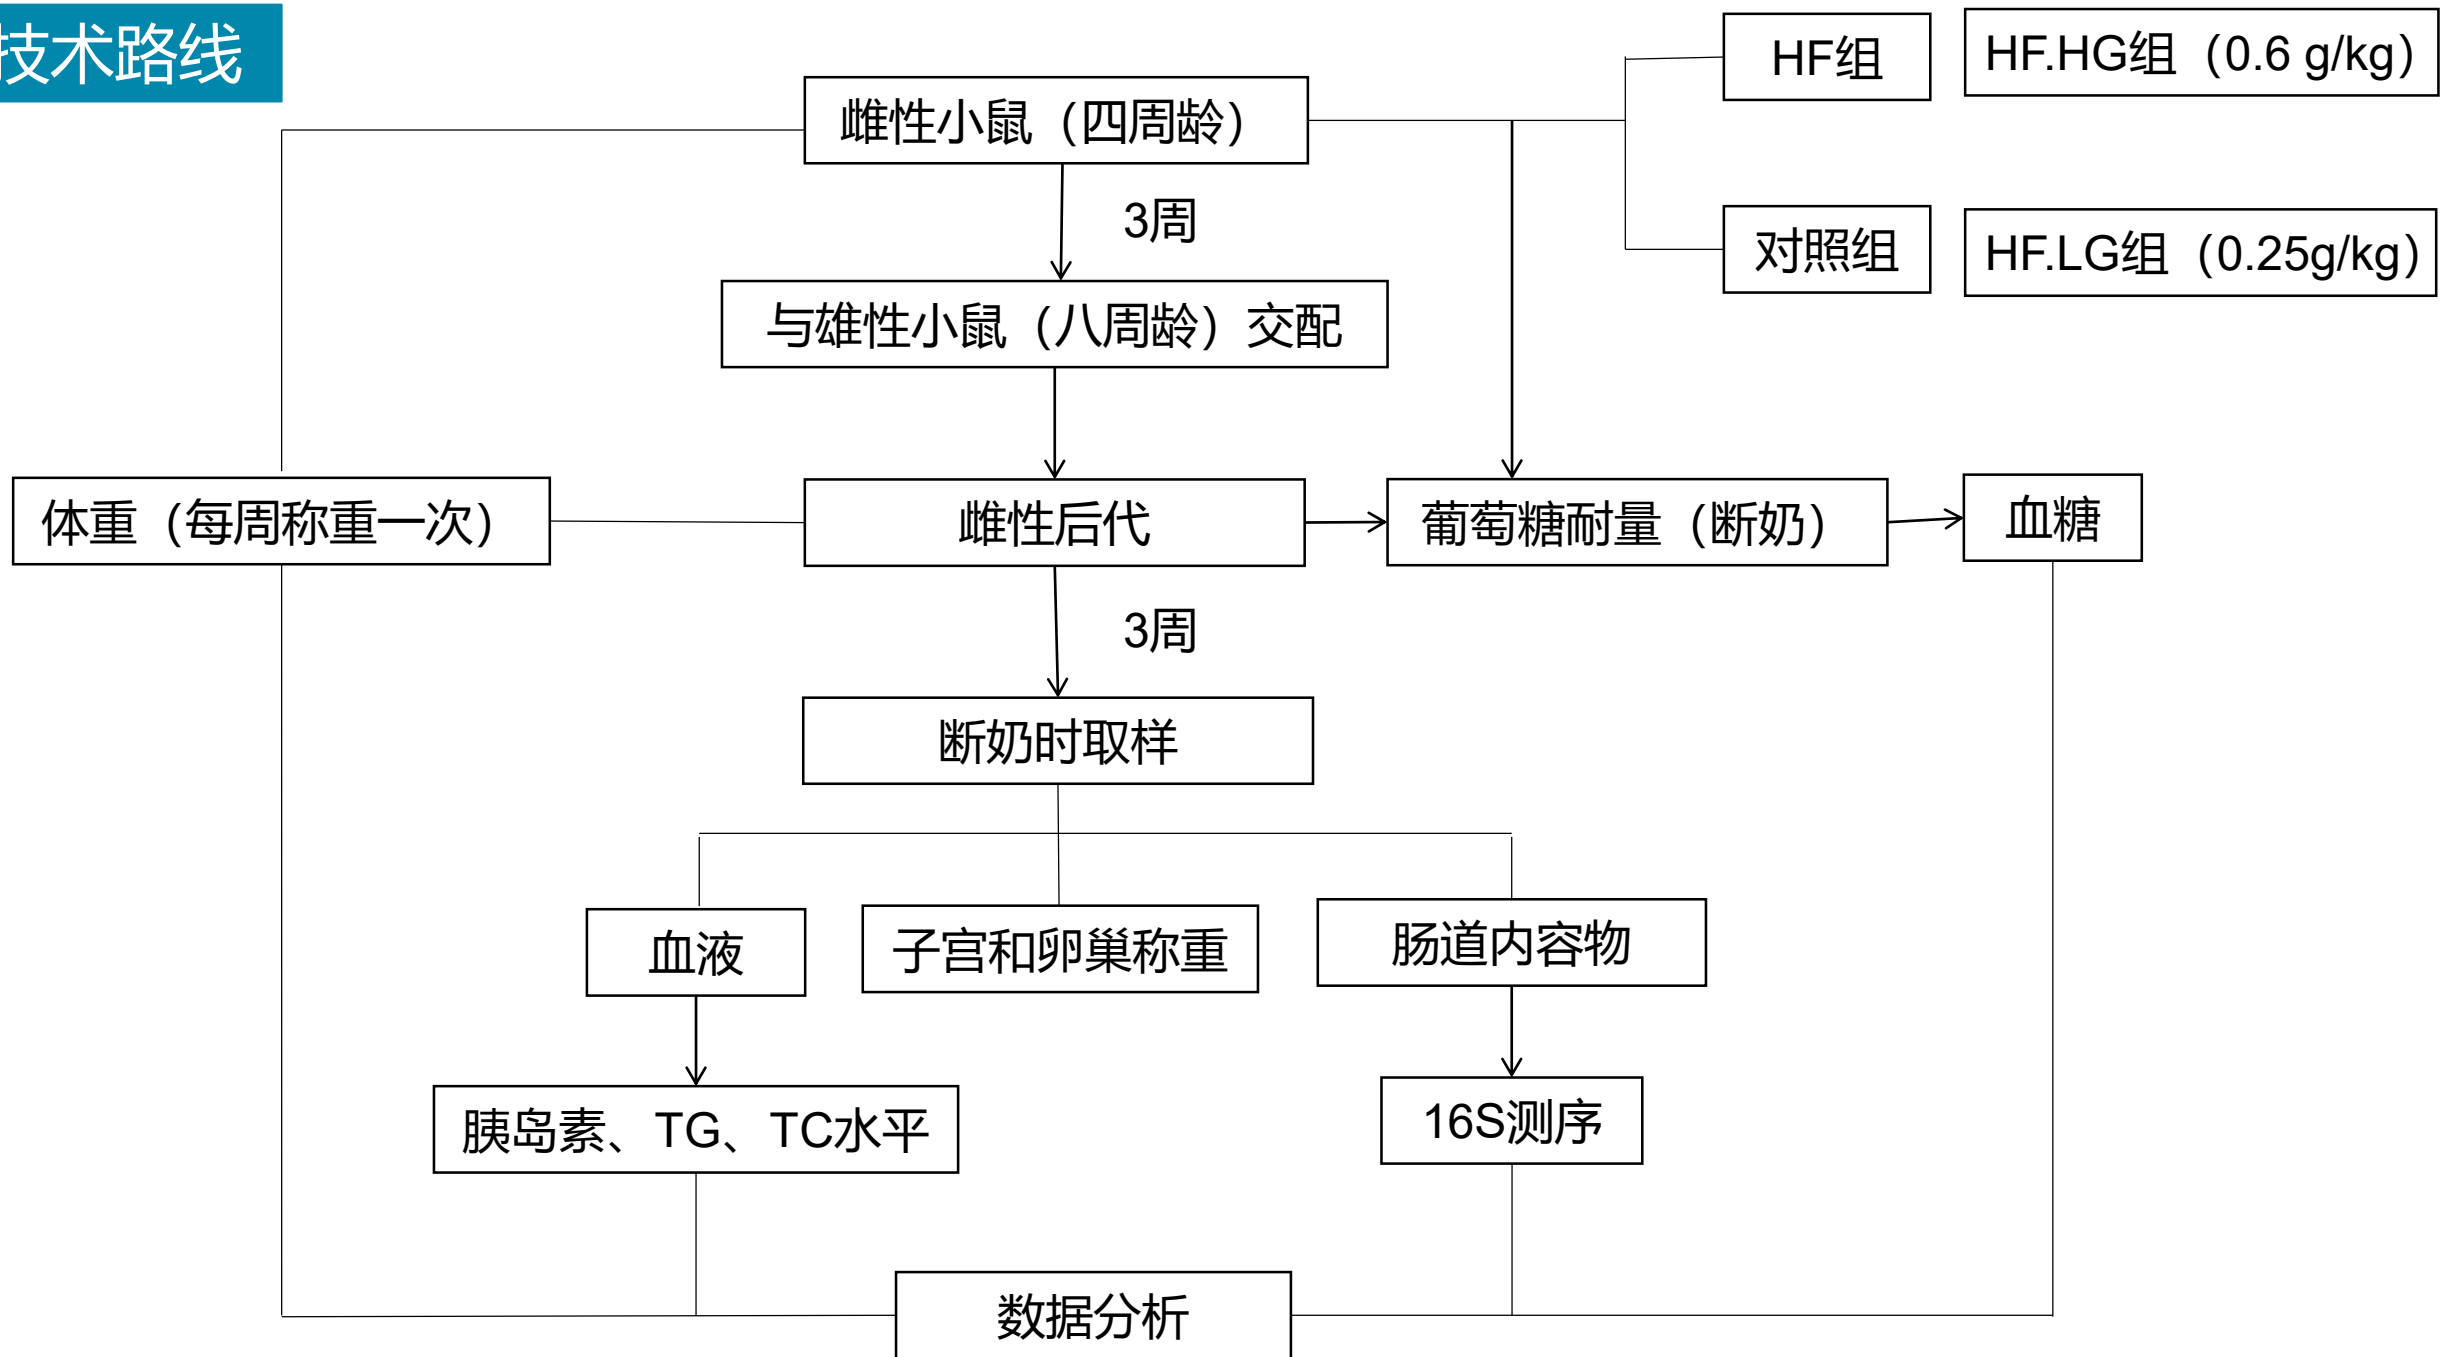 技术路线
HF组
HF.HG组（0.6 g/kg）
雌性小鼠（四周龄）
3周
对照组
HF.LG组（0.25g/kg）
与雄性小鼠（八周龄）交配
体重（每周称重一次）
雌性后代
葡萄糖耐量（断奶）
血糖
3周
断奶时取样
血液
子宫和卵巢称重
肠道内容物
胰岛素、TG、TC水平
16S测序
数据分析